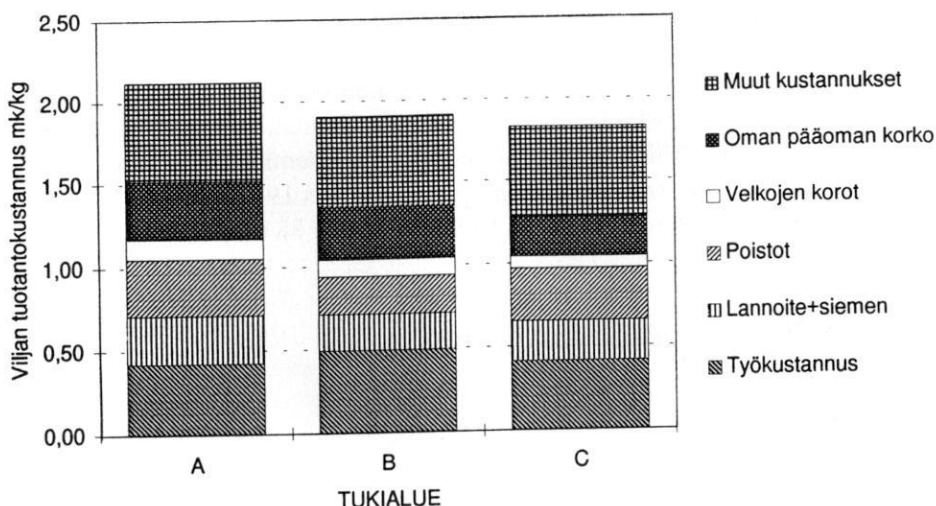 Viljan tuotantokustannus mk/kg
2,50
2,00
1,50
1,00
0,50
0,00
A
B
C
TUKIALUE
Muut kustannukset
Oman pääoman korko
Velkojen korot
Poistot
Lannoite+siemen
Työkustannus